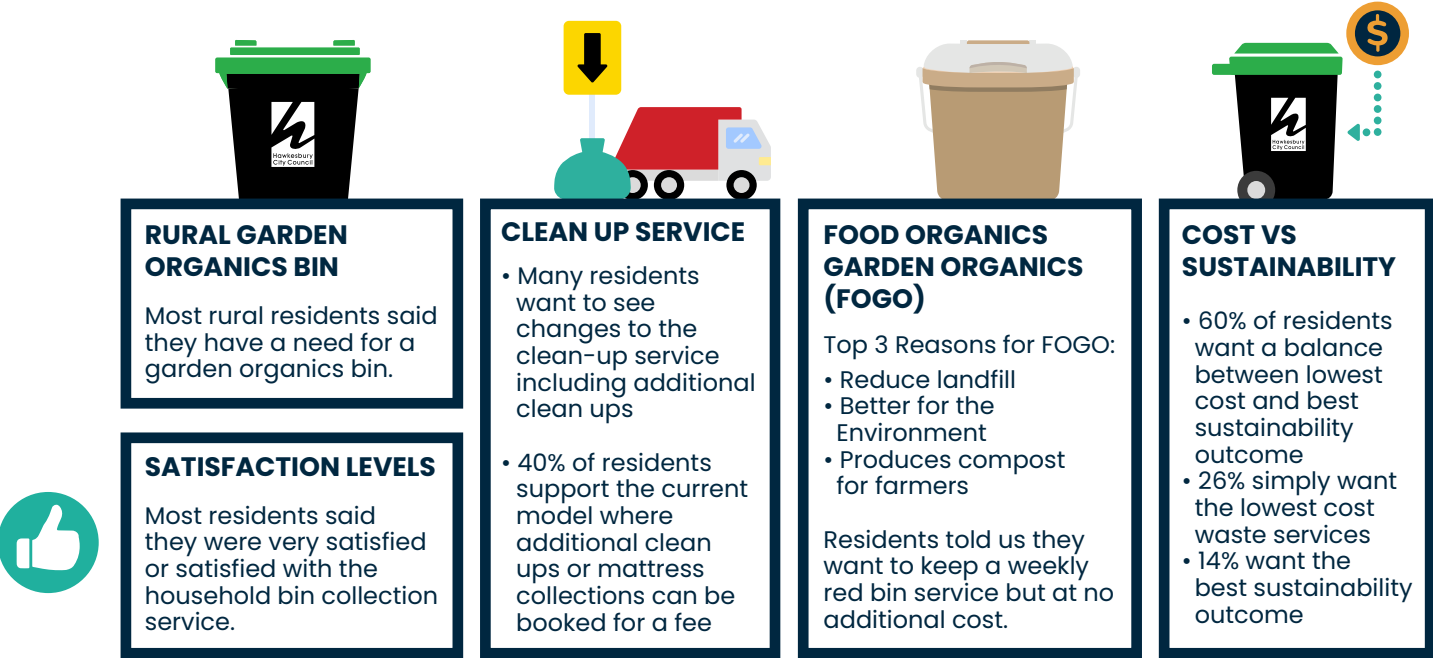 Hawkesbury
City Council
$
Hawkesbury
City Council
RURAL GARDEN
ORGANICS BIN
Most rural residents said
they have a need for a
garden organics bin.
SATISFACTION LEVELS
Most residents said
they were very satisfied
or satisfied with the
household bin collection
service.
CLEAN UP SERVICE
• Many residents
want to see
changes to the
clean-up service
including additional
clean ups
• 40% of residents
support the current
model where
additional clean
ups or mattress
collections can be
booked for a fee
FOOD ORGANICS
GARDEN ORGANICS
(FOGO)
Top 3 Reasons for FOGO:
• Reduce landfill
• Better for the
Environment
• Produces compost
for farmers
Residents told us they
want to keep a weekly
red bin service but at no
additional cost.
COST VS
SUSTAINABILITY
• 60% of residents
want a balance
between lowest
cost and best
sustainability
outcome
• 26% simply want
the lowest cost
waste services
• 14% want the
best sustainability
outcome